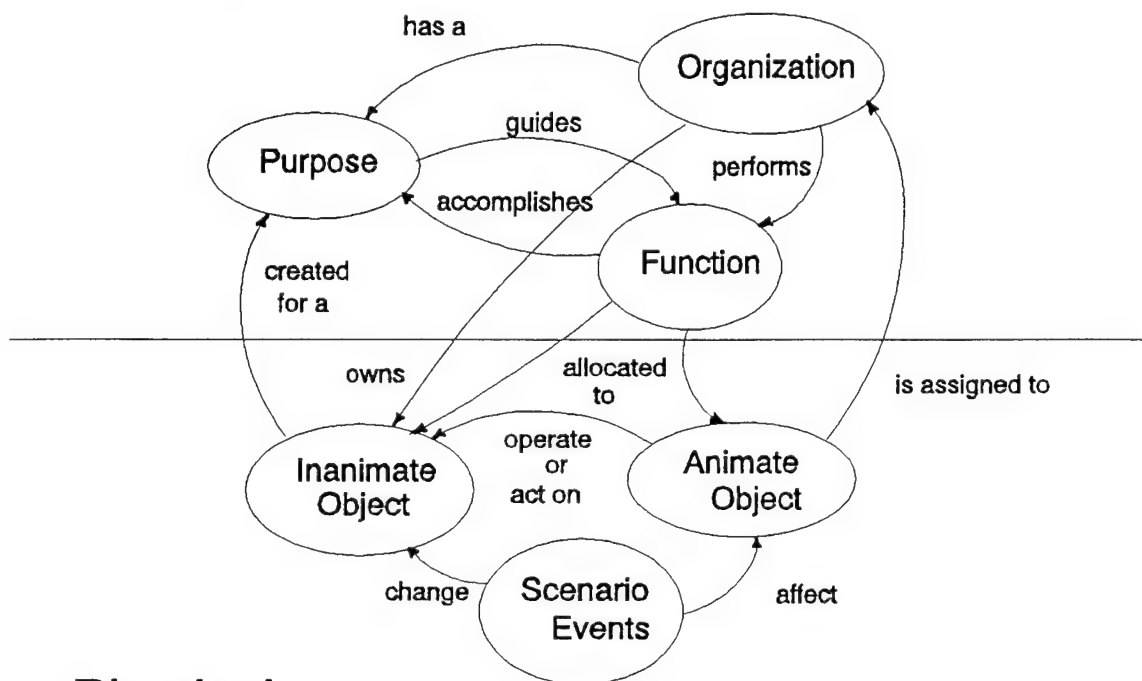 has a
Organization
guides
Purpose
performs
accomplishes
Function
created
for a
owns
allocated
to
is assigned to
operate
or
act on
Inanimate
Object
Animate
Object
change
Scenario
Events
affect